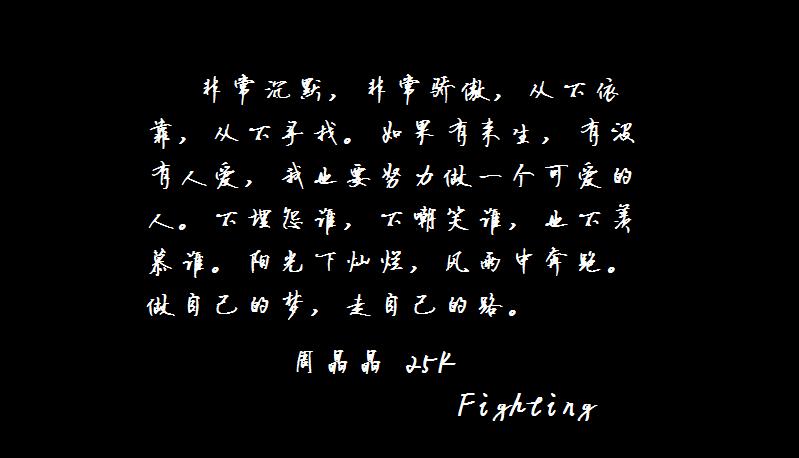 非常沉默，非常骄傲，从不依
靠，从不寻找。如果有来生，有没
有人爱，我也要努力做一个可爱的
人。不埋怨谁，不嘲笑谁，也不羡
慕谁。阳光下灿烂，风雨中奔跑。
做自己的梦，走自己的路。
周晶晶 25K
Fighting